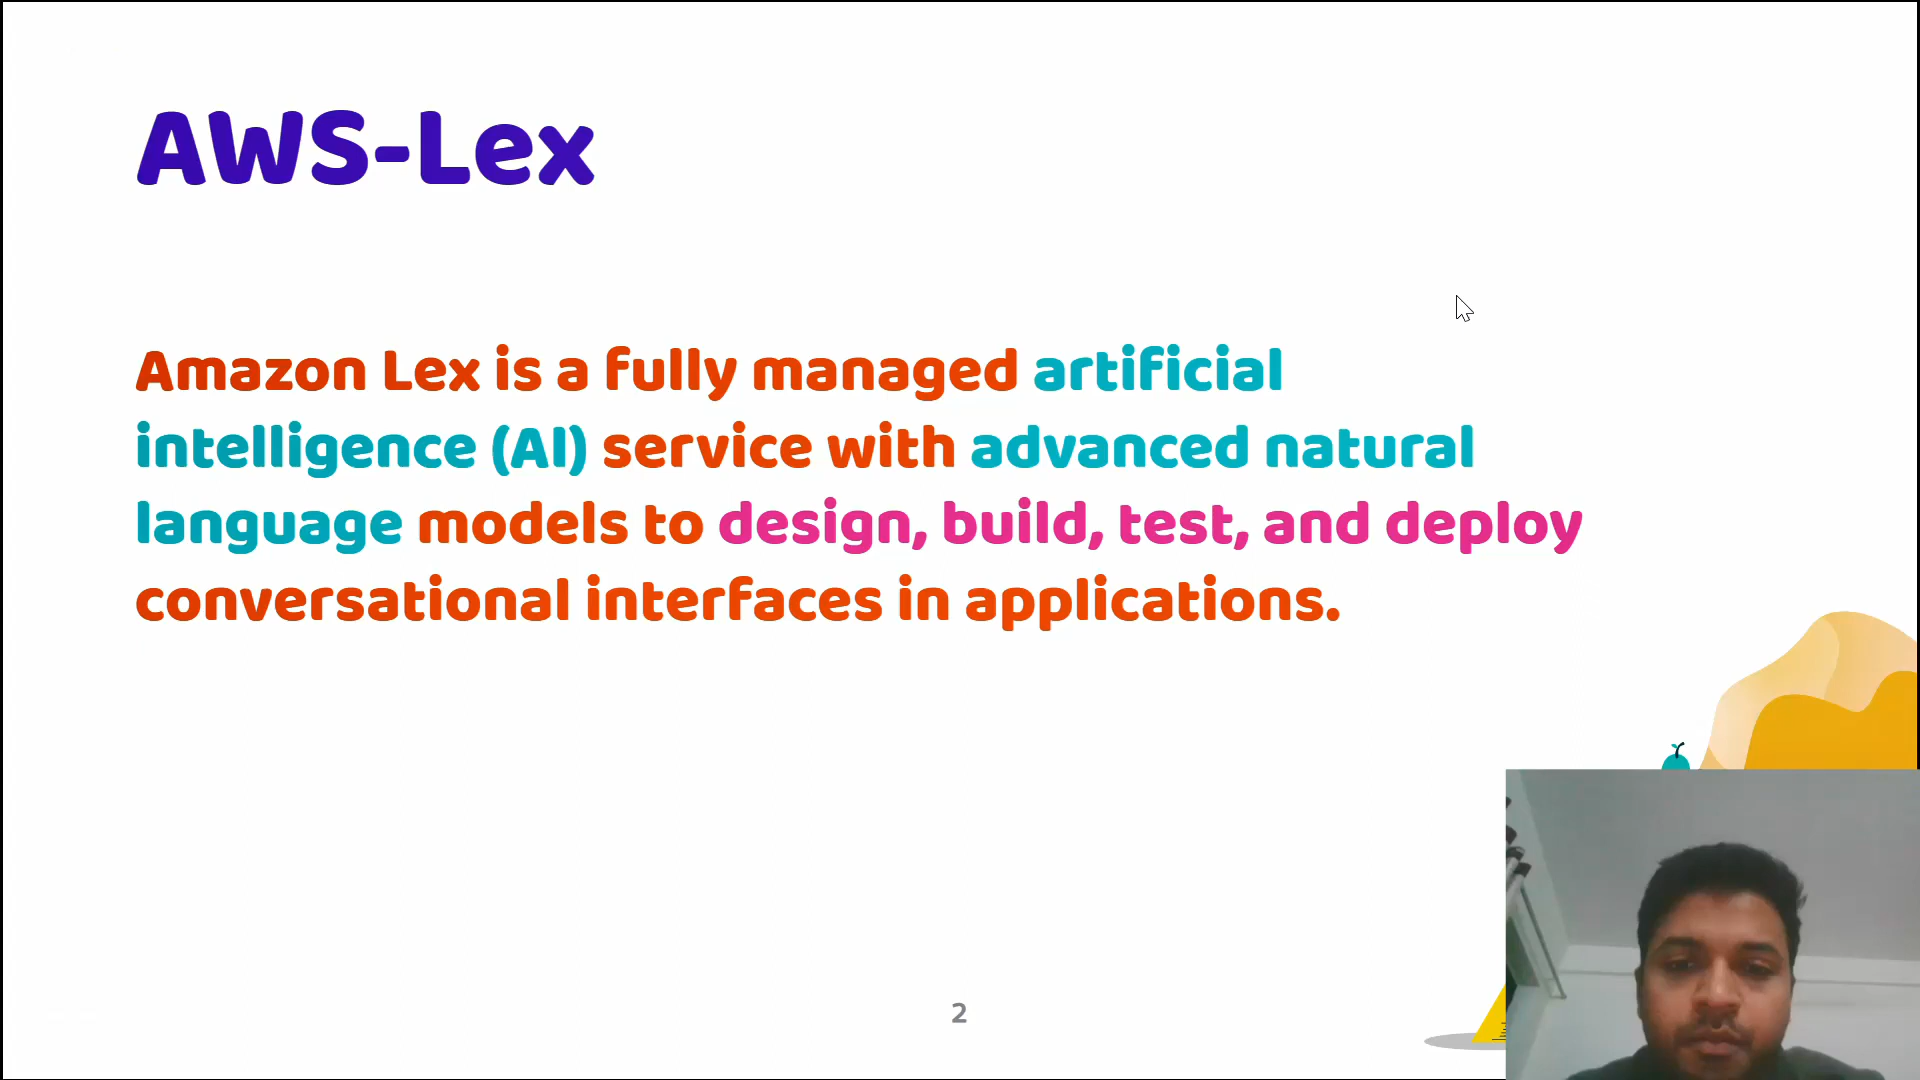 AWS-Lex
Amazon Lex is a fully managed artificial
intelligence (AI) service with advanced natural
language models to design, build, test, and deploy
conversational interfaces in applications.
2